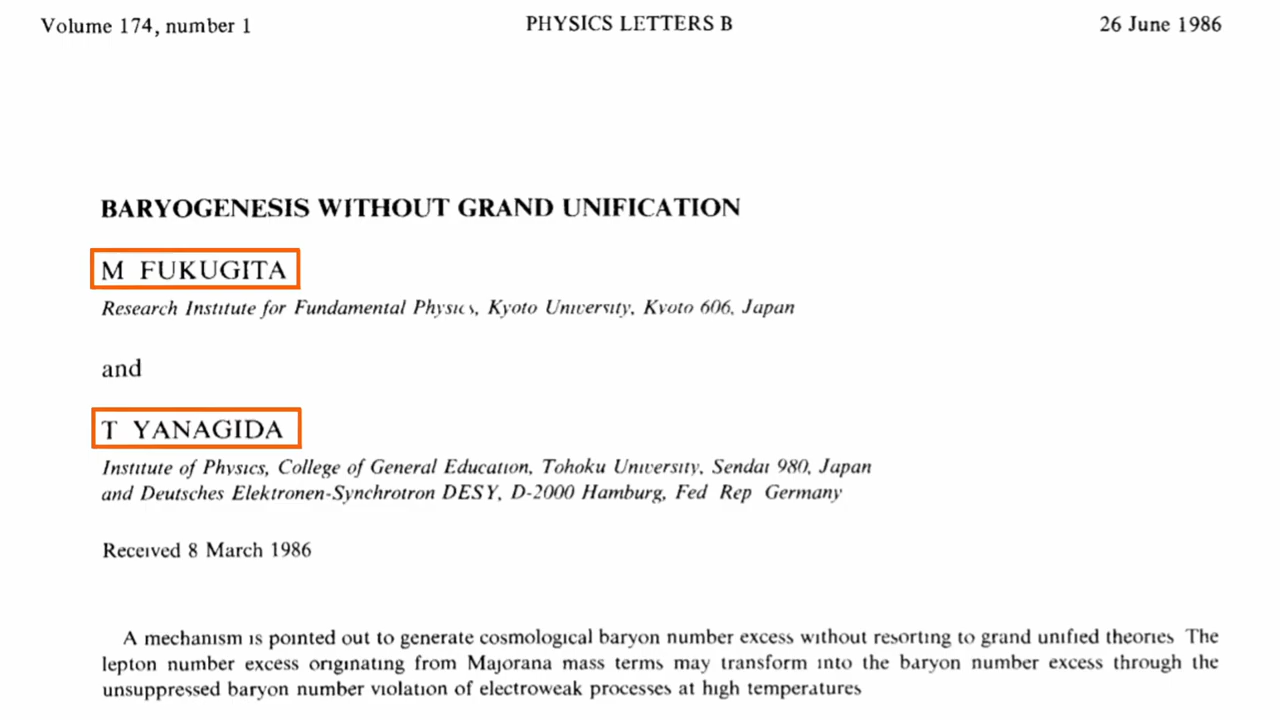 Volume 174, number 1 PHYSICS LETTERS B 26 June 1986
BARYOGENESIS WITHOUT GRAND UNIFICATION
M FUKUGITA
Research Institute for Fundamental Physics, Kyoto University, Kyoto 606, Japan
and
T YANAGIDA
Institute of Physics, College of General Education, Tohoku University, Sendai 980, Japan
and Deutsches Elektronen-Synchrotron DESY, D-2000 Hamburg, Fed Rep Germany
Received 8 March 1986
A mechanism is pointed out to generate cosmological baryon number excess without resorting to grand unified theories The
lepton number excess originating from Majorana mass terms may transform into the baryon number excess through the
unsuppressed baryon number violation of electroweak processes at high temperatures